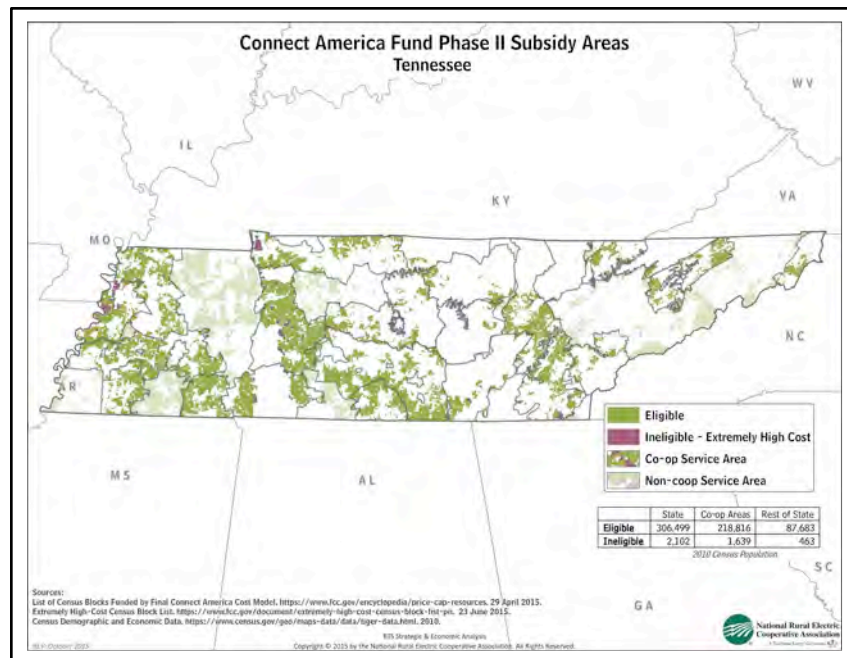 Connect America Fund Phase II Subsidy Areas
Tennessee
WV
IL
VA
KY
MO
NC
AR
Eligible
Ineligible - Extremely High Cost
Co-op Service Area
Non-coop Service Area
MS
AL
State Co-op Areas Rest of State
Eligible 306,499 218,816 87,683
Ineligible 2,102 1,639 463
2010 Census Population
SC
GA
Sources:
List of Census Blocks Funded by Final Connect America Cost Model. https://www.fcc.gov/encyclopedia/price-cap-resources. 29 April 2015.
Extremely High-Cost Census Block List. https://www.fcc.gov/document/extremely-high-cost-census-block-list-pn. 23 June 2015.
Census Demographic and Economic Data. https://www.census.gov/geo/maps-data/data/tiger-data.html. 2010.
Strategic & Economic Analysis
October 2015
Copyright © 2015 by the National Rural Electric Cooperative Association. All Rights Reserved.
National Rural Electric
Cooperative Association